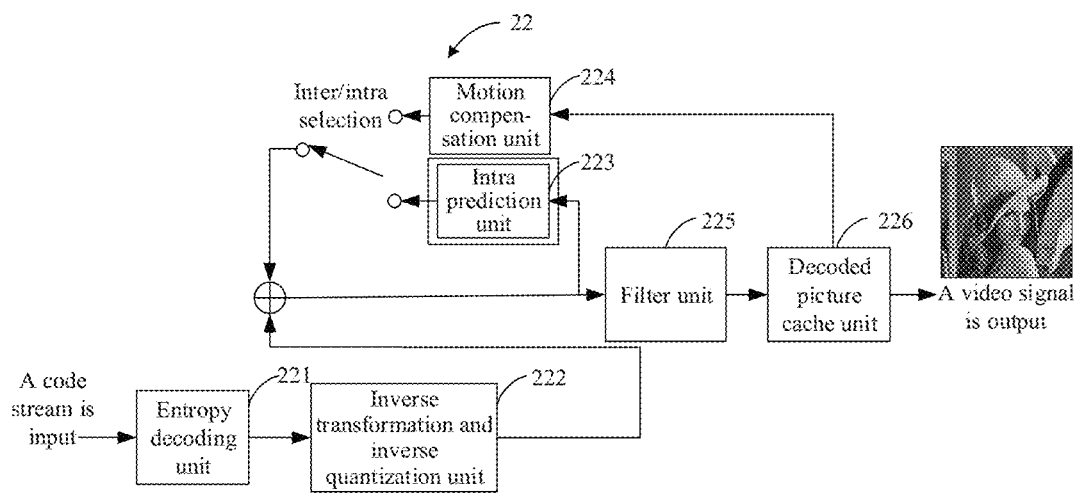 22
224
Inter/intra
selection
Motion
compen-
sation unit
223
Intra
prediction
unit
225
226
Filter unit
Decoded
picture
cache unit
A video signal
is output
221
222
A code
stream is
input
Entropy
decoding
unit
Inverse
transformation and
inverse
quantization unit